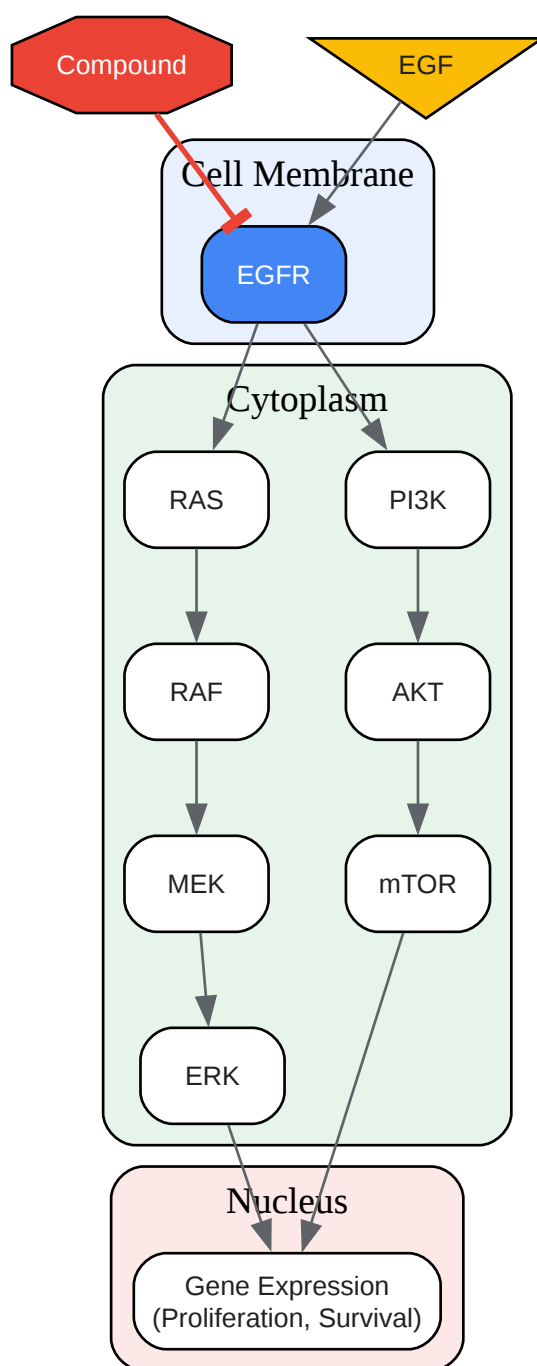 Compound
EGF
Cell Membrane
EGFR
Cytoplasm
RAS
PI3K
RAF
AKT
MEK
mTOR
ERK
Nucleus
Gene Expression
(Proliferation, Survival)